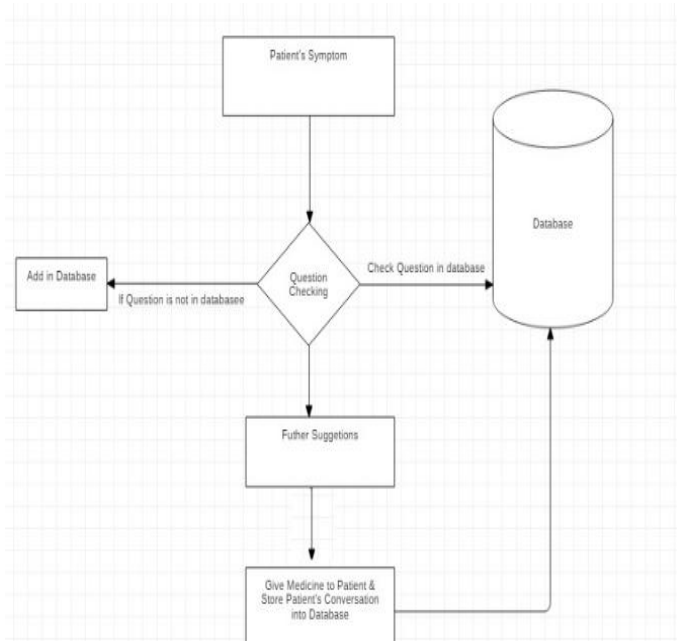 Patient's Symptom
Database
Add in Database
Question
Checking
Check Question in database
If Question is not in databasee
Futher Suggetions
Give Medicine to Patient &
Store Patient's Conversation
into Database